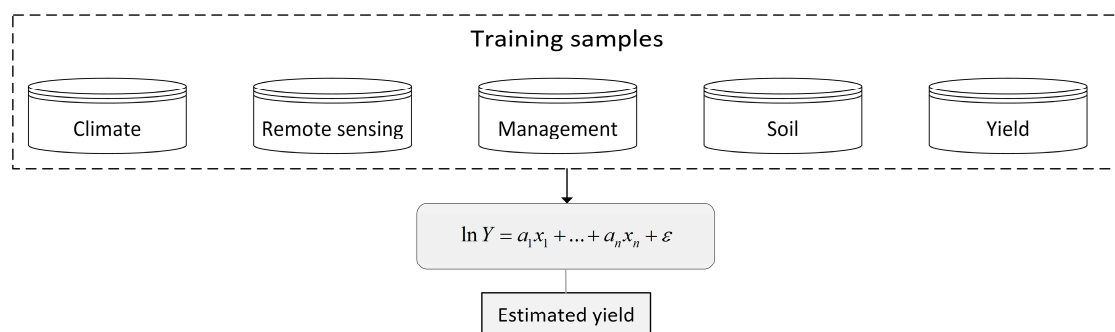 Training samples
Climate
Remote sensing
Management
Soil
Yield
ln Y = a₁x₁ + ... + aₙxₙ + ε
Estimated yield